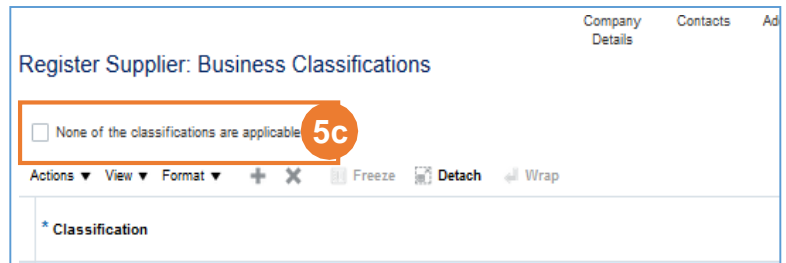 Company Details Contacts
Register Supplier: Business Classifications
None of the classifications are applicable
5c
Actions ▼ View ▼ Format ▼ Freeze Detach Wrap
* Classification